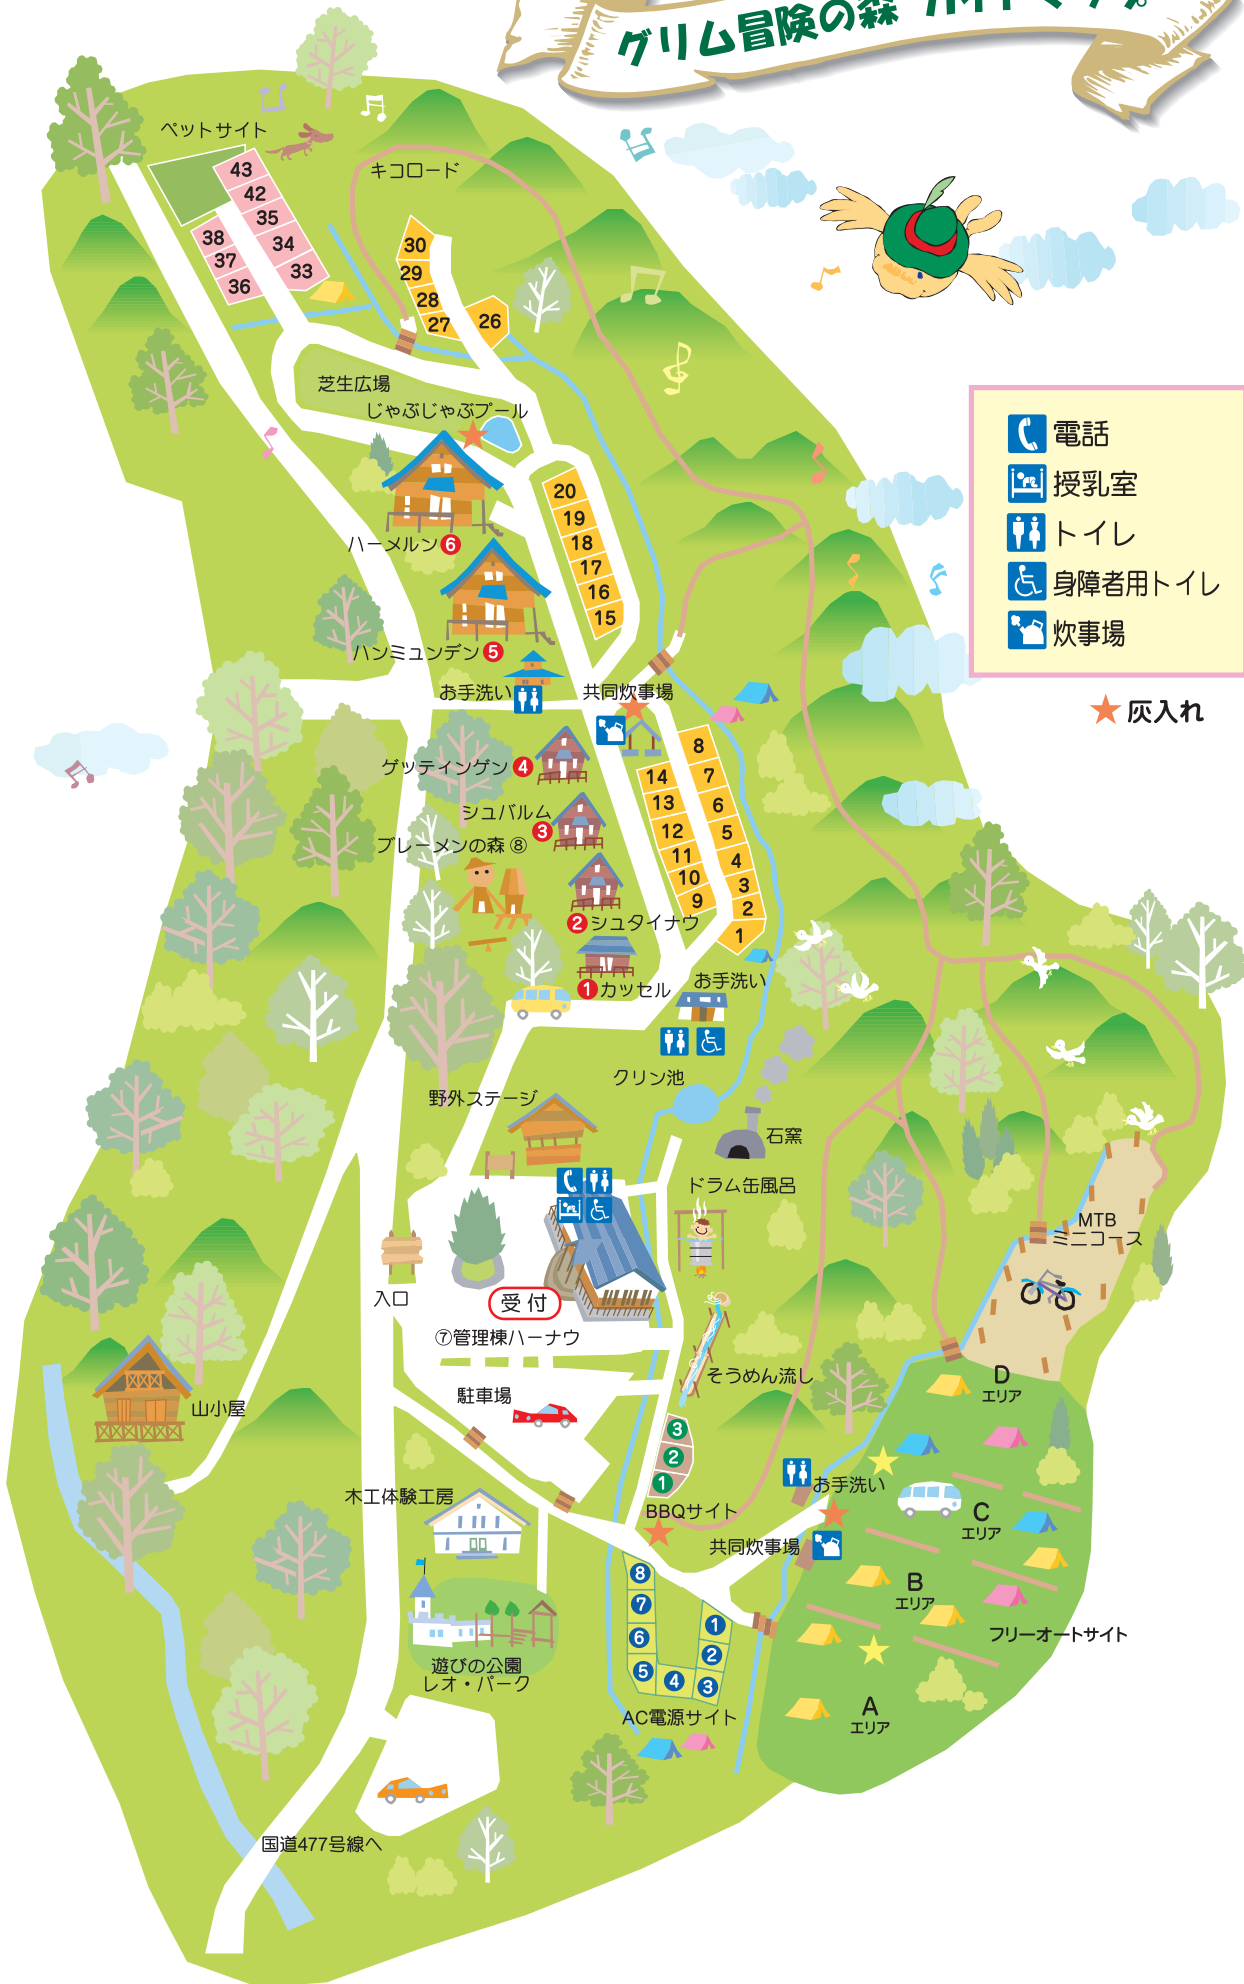 グリム冒険の森 ガイドマップ
ペットサイト
キコロード
43
42
35
34
33
38
37
36
30
29
28
27
26
芝生広場
じゃぶじゃぶプール
電話
授乳室
トイレ
身障者用トイレ
炊事場
灰入れ
20
19
18
17
16
15
ハーメルン6
ハンミュンデン5
お手洗い
共同炊事場
ゲッティンゲン4
シュバルム
3
ブレーメンの森⑧
2シュタイナウ
1カッセル
14
13
12
11
10
9
8
7
6
5
4
3
2
1
お手洗い
クリン池
野外ステージ
石窯
ドラム缶風呂
MTB
ミニコース
入口
受付
⑦管理棟ハーナウ
そうめん流し
駐車場
山小屋
D
エリア
3
2
1
BBQサイト
お手洗い
共同炊事場
木工体験工房
C
エリア
B
エリア
フリーオートサイト
A
エリア
8
7
6
5
4
3
2
1
AC電源サイト
遊びの公園
レオ・パーク
国道477号線へ